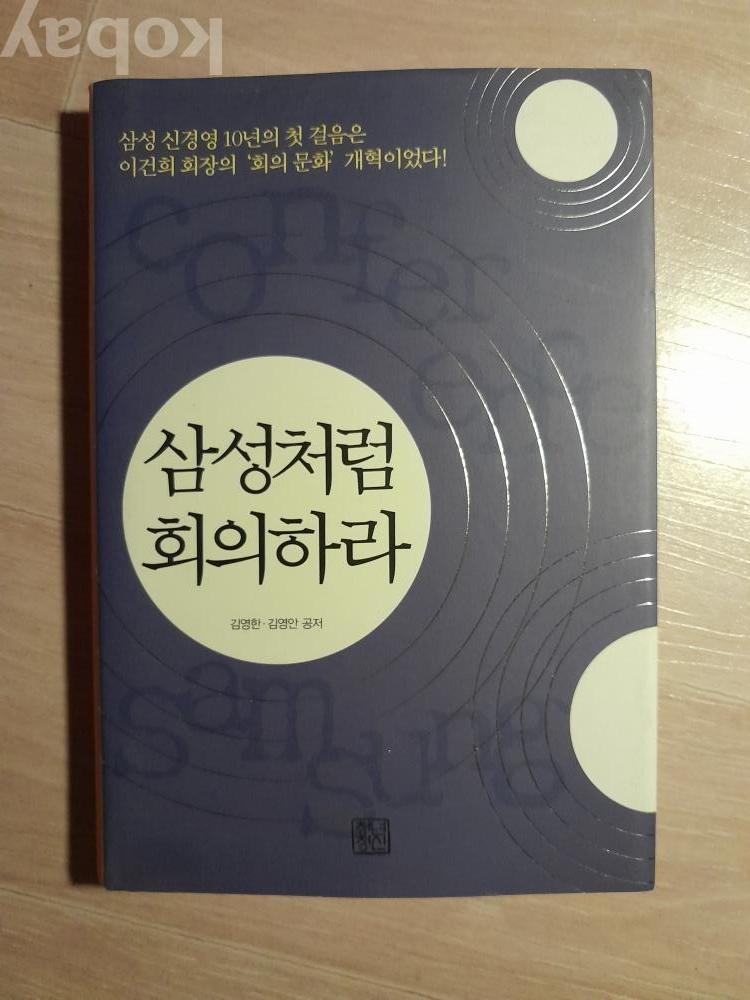 kobay
삼성 신경영 10년의 첫 걸음은
이건희 회장의 '회의 문화' 개혁이었다!
confer
ence
삼성처럼
회의하라
김영한·김영안 공저
Samsung